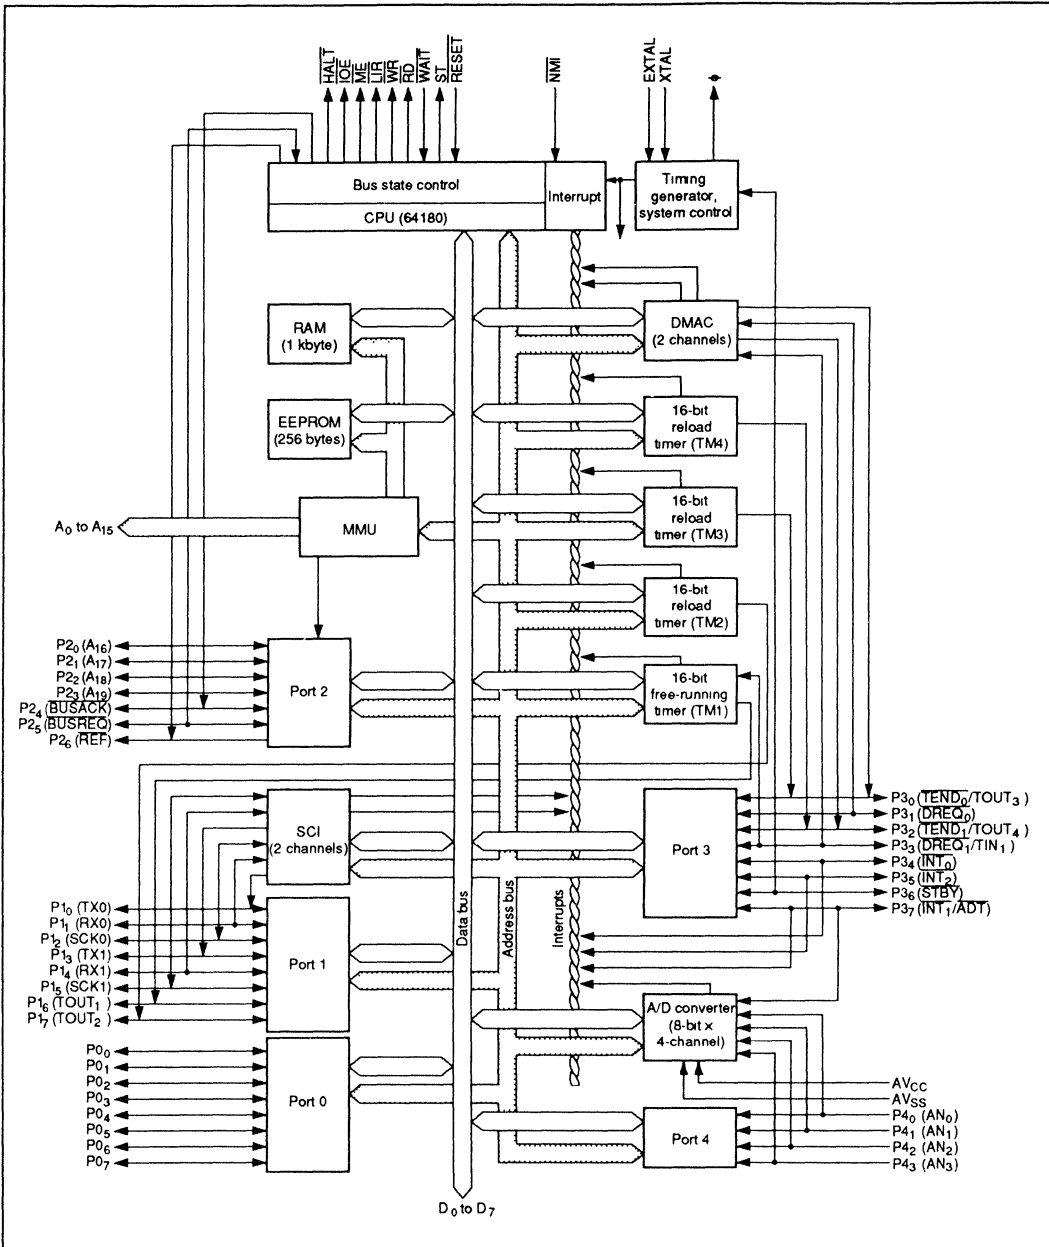 HALT
IOE
ME
LIR
WR
RD
WAIT
ST
RESET
NMI
EXTAL
XTAL
ϕ
Bus state control
CPU (64180)
Interrupt
Timing
generator,
system control
RAM
(1 kbyte)
DMAC
(2 channels)
EEPROM
(256 bytes)
16-bit
reload
timer (TM4)
A0 to A15
MMU
16-bit
reload
timer (TM3)
16-bit
reload
timer (TM2)
P20 (A16)
P21 (A17)
P22 (A18)
P23 (A19)
P24 (BUSACK)
P25 (BUSREQ)
P26 (REF)
Port 2
16-bit
free-running
timer (TM1)
SCI
(2 channels)
Port 3
P30 (TEND0/TOUT3)
P31 (DREQ0)
P32 (TEND1/TOUT4)
P33 (DREQ1/TIN1)
P34 (INT0)
P35 (INT2)
P36 (STBY)
P37 (INT1/ADT)
Data bus
Address bus
Interrupts
P10 (TX0)
P11 (RX0)
P12 (SCK0)
P13 (TX1)
P14 (RX1)
P15 (SCK1)
P16 (TOUT1)
P17 (TOUT2)
Port 1
A/D converter
(8-bit ×
4-channel)
P00
P01
P02
P03
P04
P05
P06
P07
Port 0
AVCC
AVSS
P40 (AN0)
P41 (AN1)
P42 (AN2)
P43 (AN3)
Port 4
D0 to D7